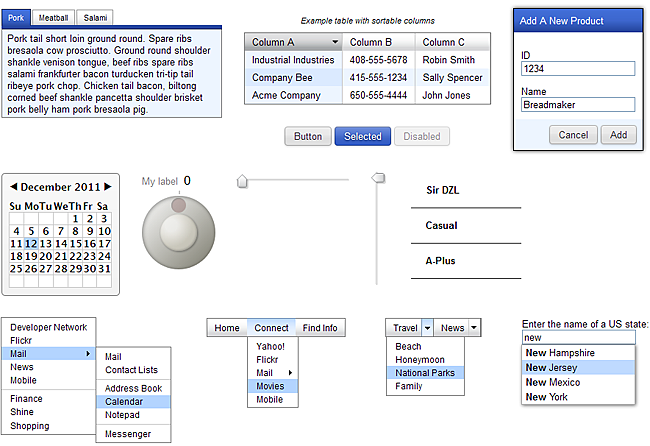 Pork Meatball Salami
Pork tail short loin ground round. Spare ribs
bresaola cow prosciutto. Ground round shoulder
shankle venison tongue, beef ribs spare ribs
salami frankfurter bacon turducken tri-tip tail
ribeye pork chop. Chicken tail bacon, biltong
corned beef shankle pancetta shoulder brisket
pork belly ham pork bresaola pig.
Example table with sortable columns
Column A Column B Column C
Industrial Industries 408-555-5678 Robin Smith
Company Bee 415-555-1234 Sally Spencer
Acme Company 650-555-4444 John Jones
Button Selected Disabled
Add A New Product
ID
1234
Name
Breadmaker
Cancel Add
December 2011
Su Mo Tu We Th Fr Sa
1 2 3
4 5 6 7 8 9 10
11 12 13 14 15 16 17
18 19 20 21 22 23 24
25 26 27 28 29 30 31
My label 0
Sir DZL
Casual
A-Plus
Developer Network
Flickr
Mail
News
Mobile
Finance
Shine
Shopping
Mail
Contact Lists
Address Book
Calendar
Notepad
Messenger
Home Connect Find Info
Yahoo!
Flickr
Mail
Movies
Mobile
Travel News
Beach
Honeymoon
National Parks
Family
Enter the name of a US state:
new
New Hampshire
New Jersey
New Mexico
New York